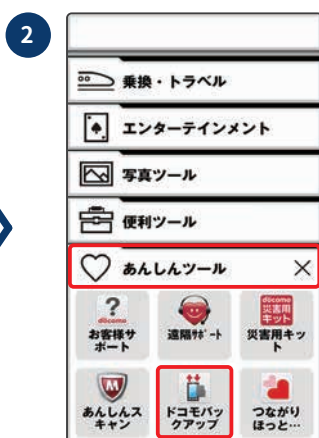 2
乗換・トラベル
エンターテインメント
写真ツール
便利ツール
あんしんツール
?
docomo
お客様サ
ポート
遠隔ｻﾎﾟｰﾄ
docomo
災害用
キット
災害用キッ
ト
あんしんス
キャン
ドコモバッ
クアップ
つながり
ほっと…